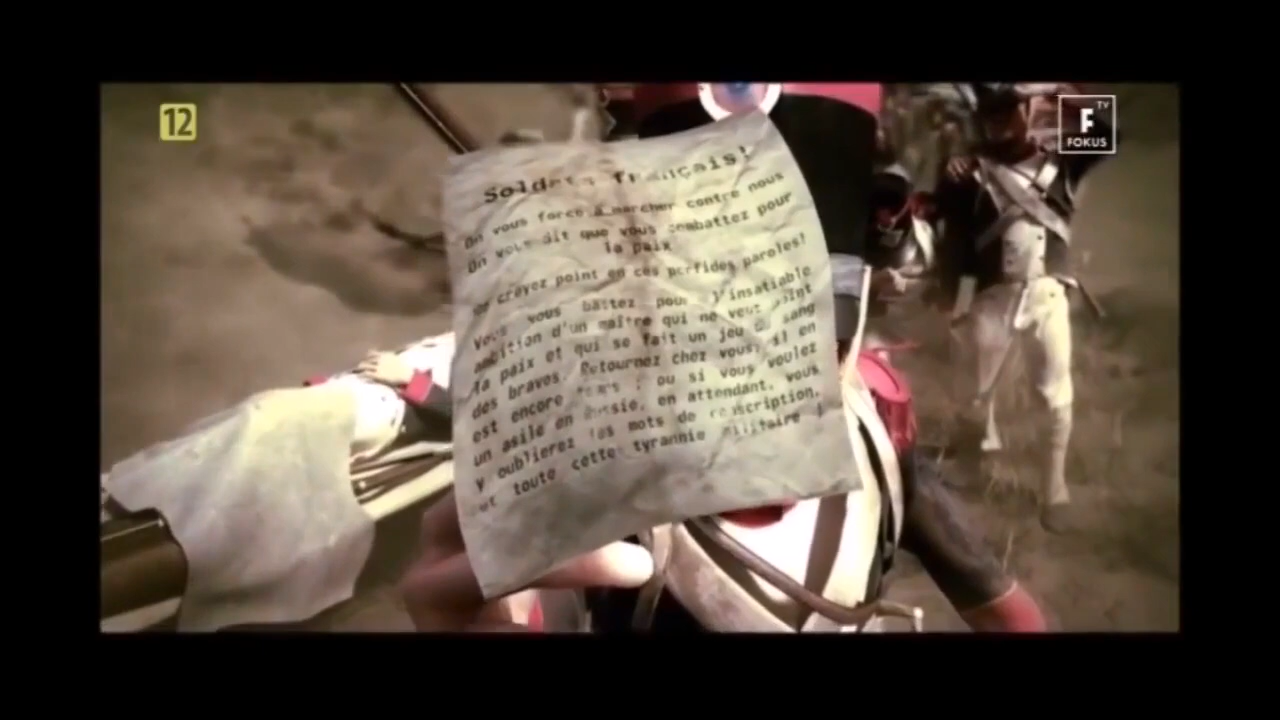 12
TV
F
FOKUS
Soldats français!
On vous force à marcher contre nous
On vous dit que vous combattez pour
la paix
croyez point en ces perfides paroles!
Vous vous battez pour l'insatiable
ambition d'un maître qui ne veut point
la paix et qui se fait un jeu du sang
des braves. Retournez chez vous, il en
est encore temps ou si vous voulez
un asile en Russie, en attendant, vous
y oublierez les mots de conscription,
et toute cette tyrannie militaire !